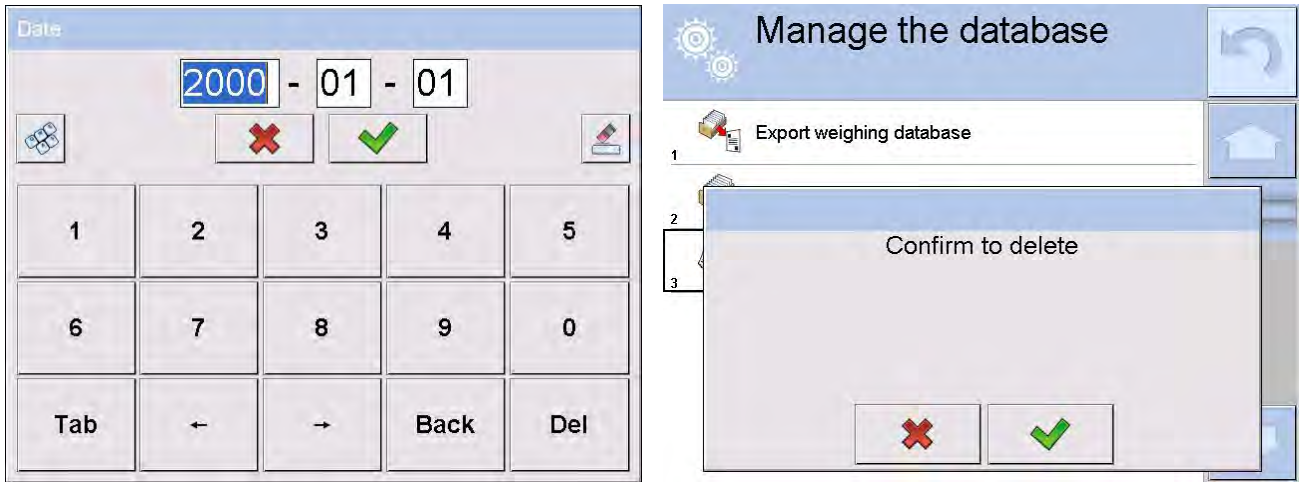 Date
2000 - 01 - 01
1 2 3 4 5
6 7 8 9 0
Tab ← → Back Del
Manage the database
1 Export weighing database
2
3
Confirm to delete